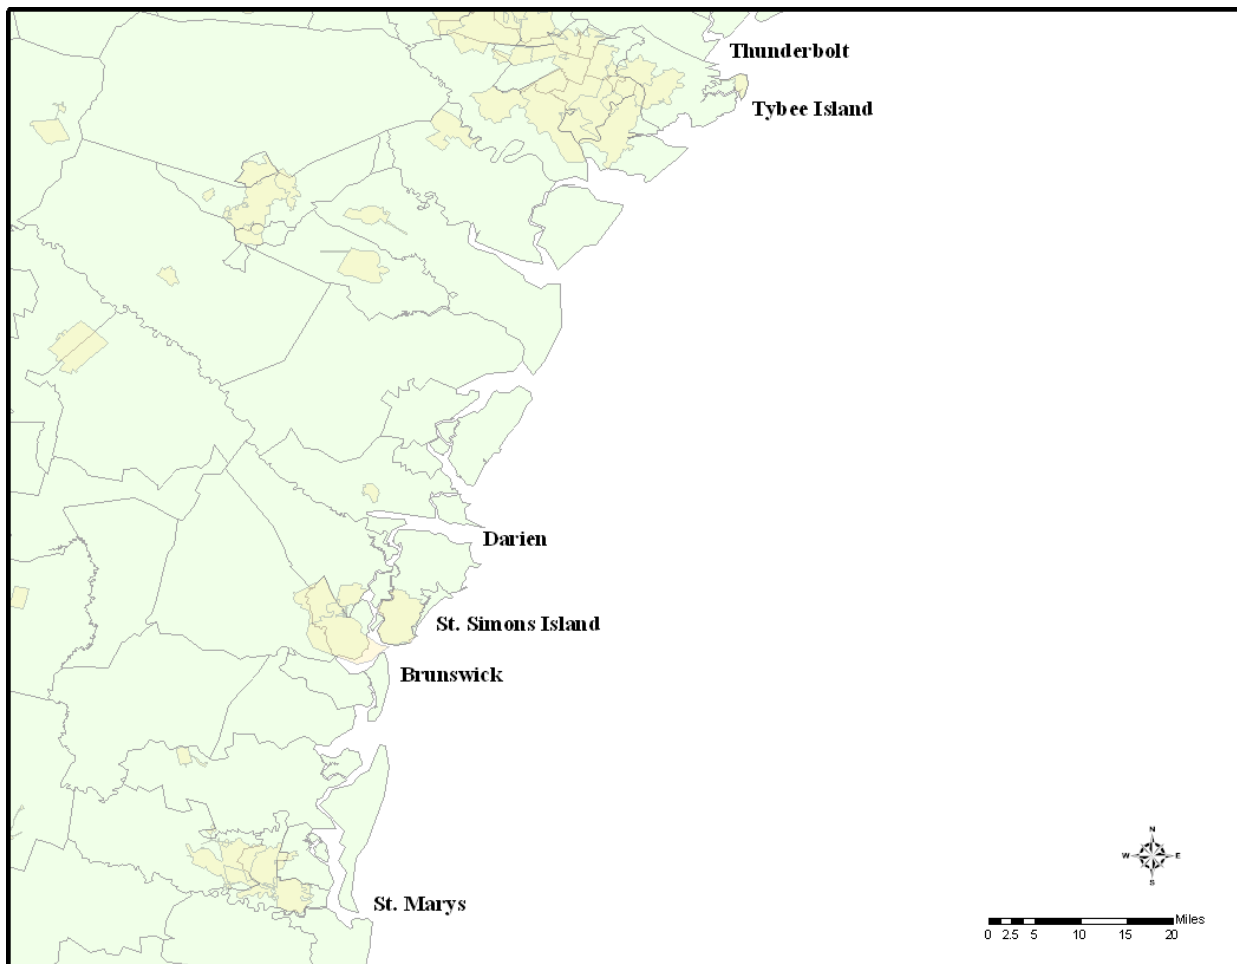 Thunderbolt
Tybee Island
Darien
St. Simons Island
Brunswick
N
W E
S
St. Marys
Miles
0 2.5 5 10 15 20